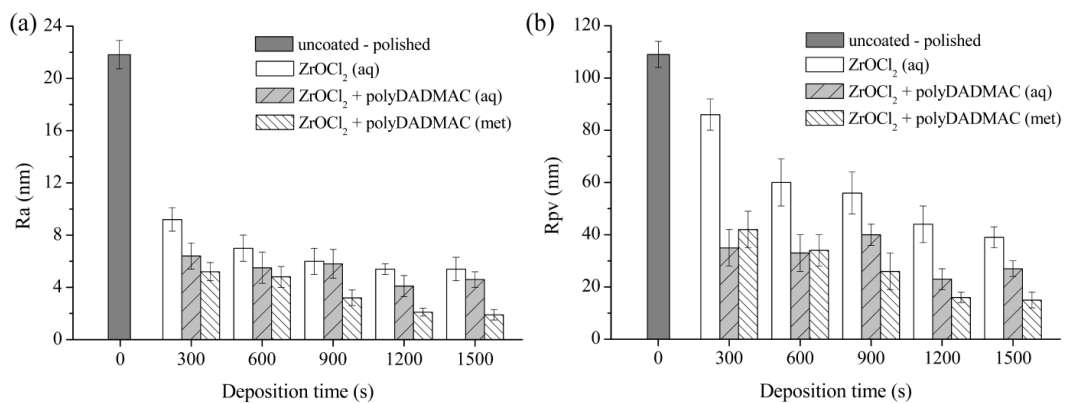 (a)
Ra (nm)
24
20
16
12
8
4
0
0
300
600
900
1200
1500
Deposition time (s)
uncoated - polished
ZrOCl₂ (aq)
ZrOCl₂ + polyDADMAC (aq)
ZrOCl₂ + polyDADMAC (met)
(b)
Rpv (nm)
120
100
80
60
40
20
0
0
300
600
900
1200
1500
Deposition time (s)
uncoated - polished
ZrOCl₂ (aq)
ZrOCl₂ + polyDADMAC (aq)
ZrOCl₂ + polyDADMAC (met)